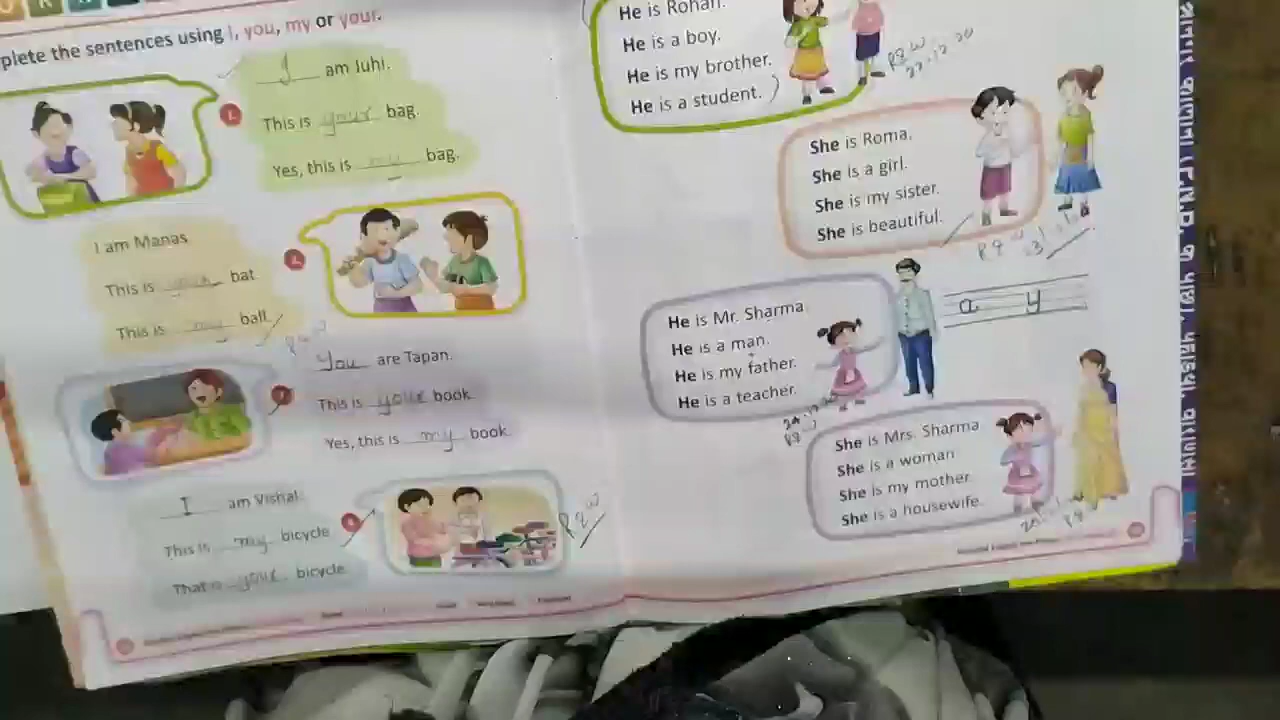 plete the sentences using I, you, my or your.
I am Juhi.
1.
This is your bag.
Yes, this is my bag.
I am Manas
2.
This is your bat
This is my ball.
You are Tapan.
3
This is your book
Yes, this is my book.
I am Vishal.
This is my bicycle
That is your bicycle.
R & W
He is Rohan.
He is a boy.
He is my brother.
He is a student.
R & W
She is Roma.
She is a girl.
She is my sister.
She is beautiful.
He is Mr. Sharma.
He is a man.
He is my father.
He is a teacher.
a y
She is Mrs. Sharma
She is a woman
She is my mother
She is a housewife.